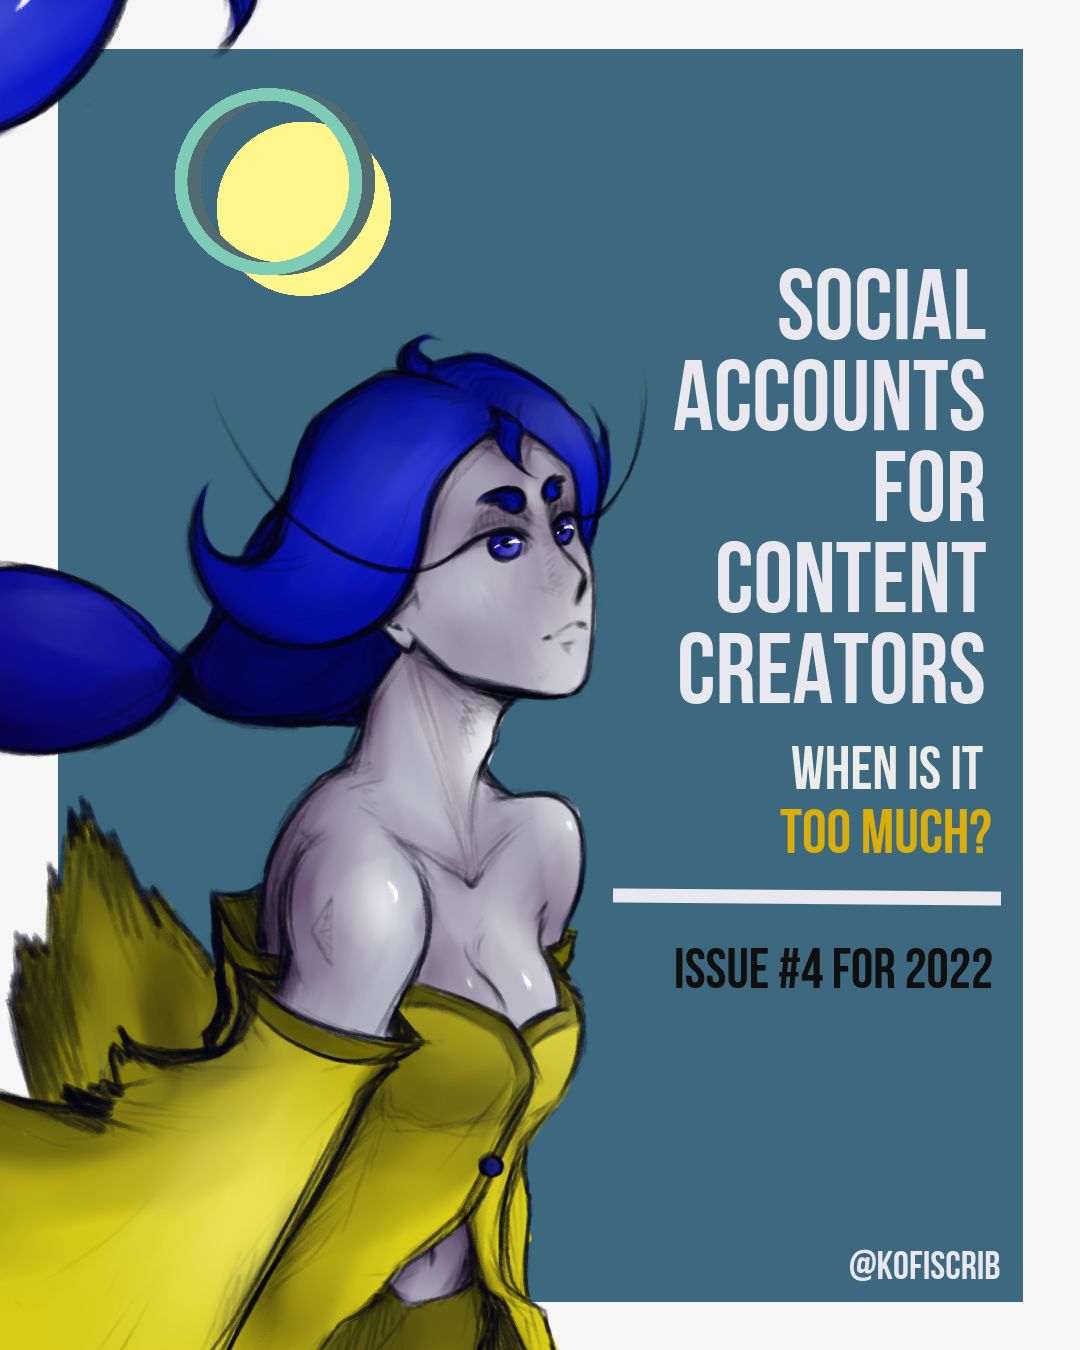 SOCIAL
ACCOUNTS
FOR
CONTENT
CREATORS
WHEN IS IT
TOO MUCH?
ISSUE #4 FOR 2022
@KOFISCRIB